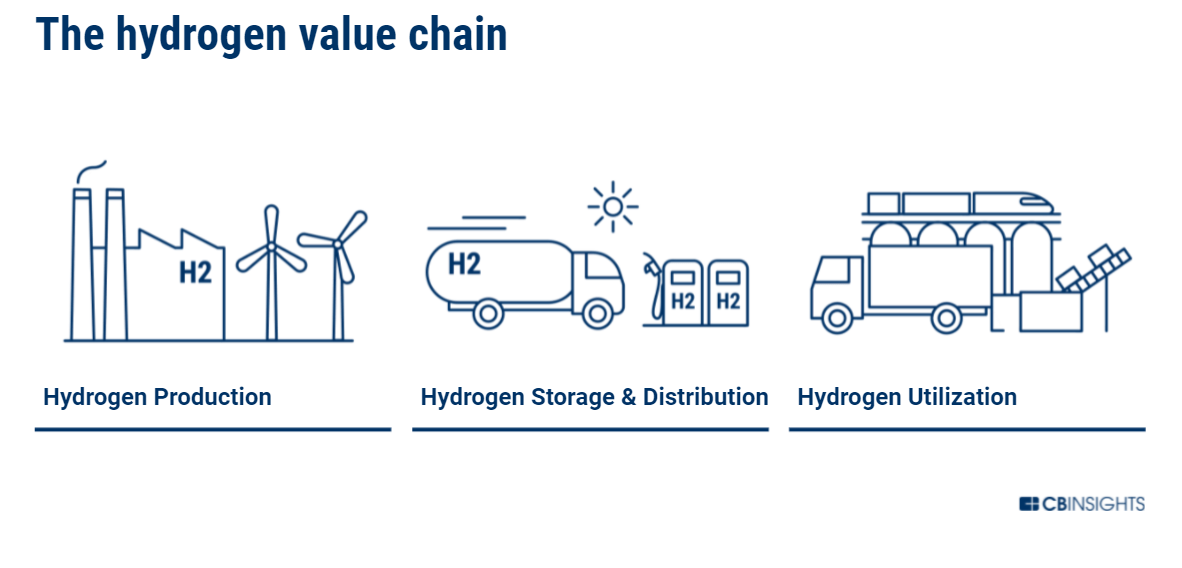 The hydrogen value chain
H2
H2
H2 H2
Hydrogen Production
Hydrogen Storage & Distribution
Hydrogen Utilization
CBINSIGHTS